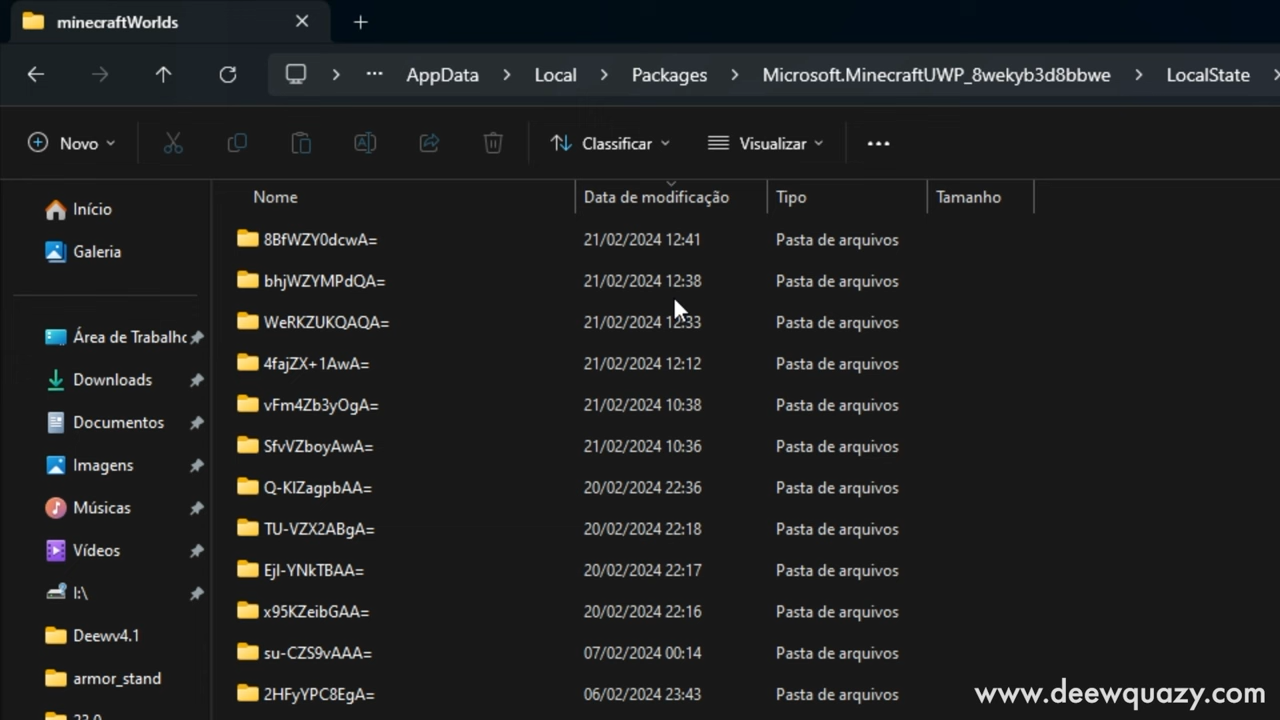 minecraftWorlds
AppData > Local > Packages > Microsoft.MinecraftUWP_8wekyb3d8bbwe > LocalState >
Novo
Classificar
Visualizar
Nome Data de modificação Tipo Tamanho
Início
Galeria
Área de Trabalho
Downloads
Documentos
Imagens
Músicas
Vídeos
I:\
Deewv4.1
armor_stand
8BfWZY0dcwA= 21/02/2024 12:41 Pasta de arquivos
bhjWZYMPdQA= 21/02/2024 12:38 Pasta de arquivos
WeRKZUKQAQA= 21/02/2024 12:33 Pasta de arquivos
4fajZX+1AwA= 21/02/2024 12:12 Pasta de arquivos
vFm4Zb3yOgA= 21/02/2024 10:38 Pasta de arquivos
SfvVZboyAwA= 21/02/2024 10:36 Pasta de arquivos
Q-KIZagpbAA= 20/02/2024 22:36 Pasta de arquivos
TU-VZX2ABgA= 20/02/2024 22:18 Pasta de arquivos
EjI-YNkTBAA= 20/02/2024 22:17 Pasta de arquivos
x95KZeibGAA= 20/02/2024 22:16 Pasta de arquivos
su-CZS9vAAA= 07/02/2024 00:14 Pasta de arquivos
2HFyYPC8EgA= 06/02/2024 23:43 Pasta de arquivos
www.deewquazy.com